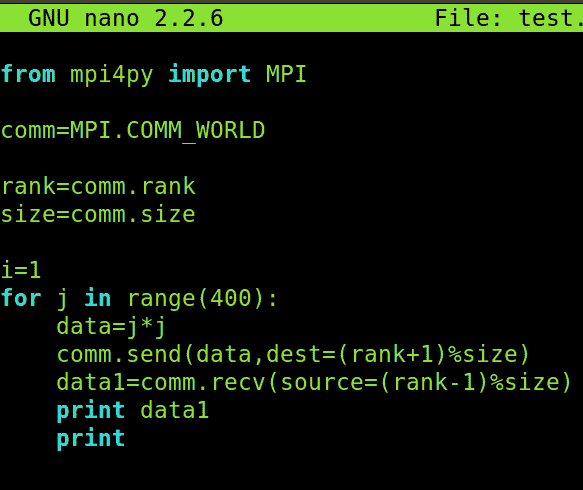 GNU nano 2.2.6 File: test.
from mpi4py import MPI
comm=MPI.COMM_WORLD
rank=comm.rank
size=comm.size
i=1
for j in range(400):
    data=j*j
    comm.send(data,dest=(rank+1)%size)
    data1=comm.recv(source=(rank-1)%size)
    print data1
    print